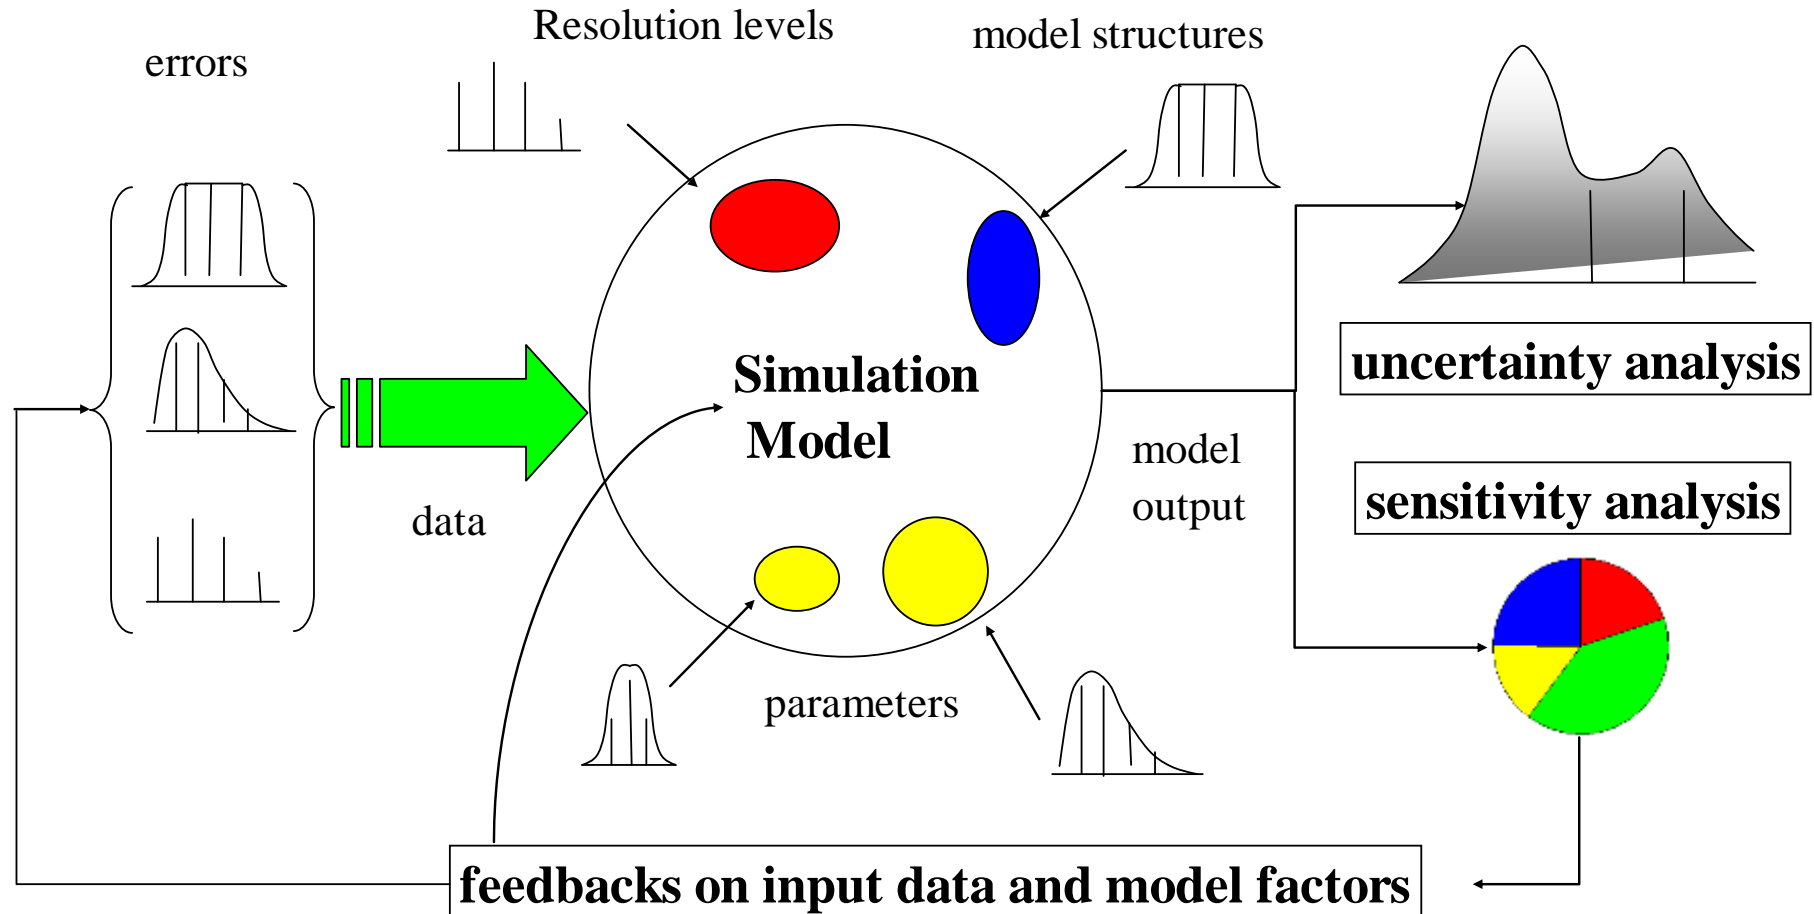 Resolution levels
model structures
errors
Simulation
Model
uncertainty analysis
model
output
sensitivity analysis
data
parameters
feedbacks on input data and model factors